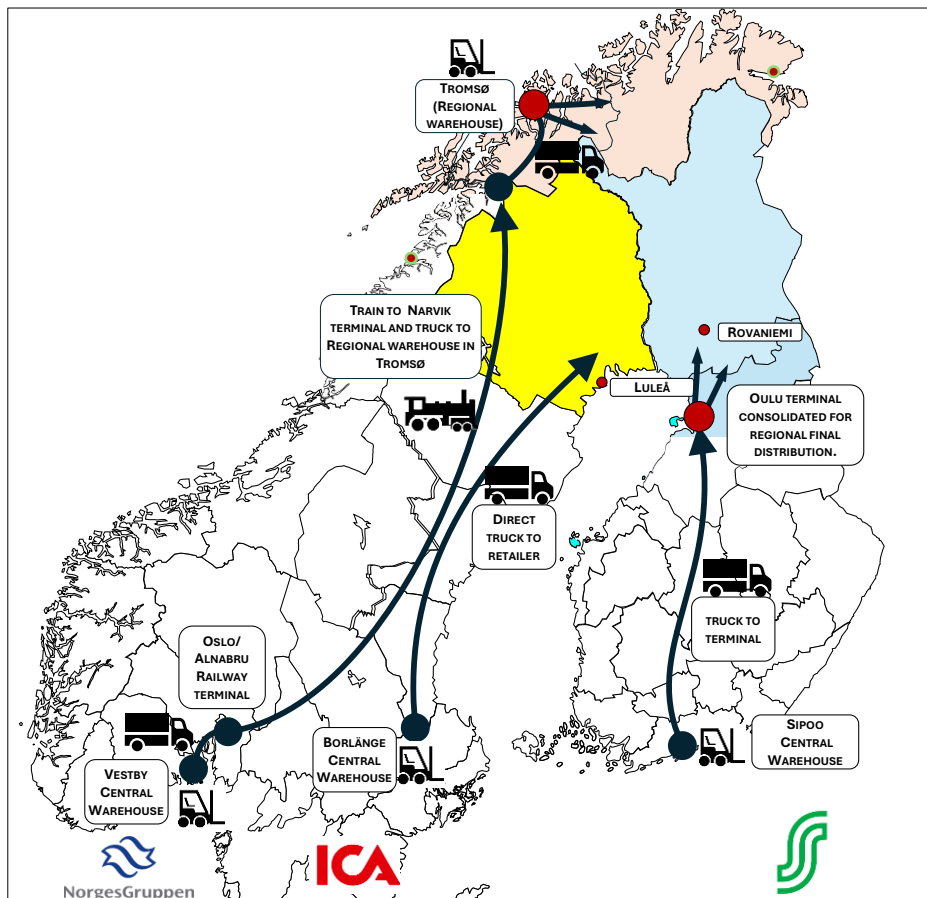 TROMSØ
(REGIONAL
WAREHOUSE)
TRAIN TO NARVIK
TERMINAL AND TRUCK TO
REGIONAL WAREHOUSE IN
TROMSØ
ROVANIEMI
LULEÅ
OULU TERMINAL
CONSOLIDATED FOR
REGIONAL FINAL
DISTRIBUTION.
DIRECT
TRUCK TO
RETAILER
TRUCK TO
TERMINAL
OSLO/
ALNABRU
RAILWAY
TERMINAL
VESTBY
CENTRAL
WAREHOUSE
BORLÄNGE
CENTRAL
WAREHOUSE
SIPOO
CENTRAL
WAREHOUSE
NorgesGruppen
ICA